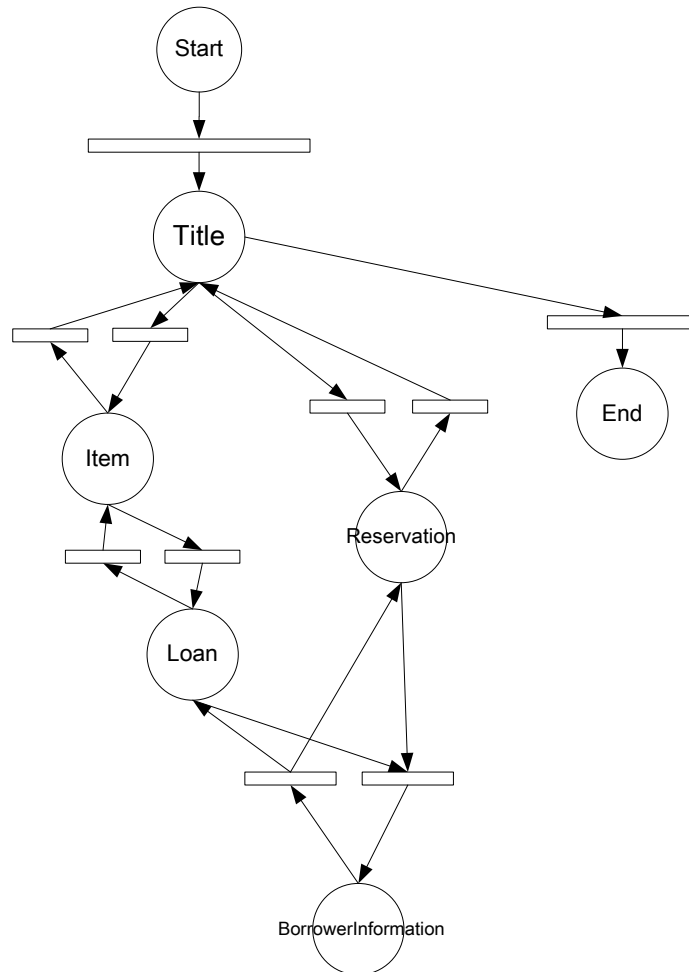 Start
Title
End
Item
Reservation
Loan
BorrowerInformation